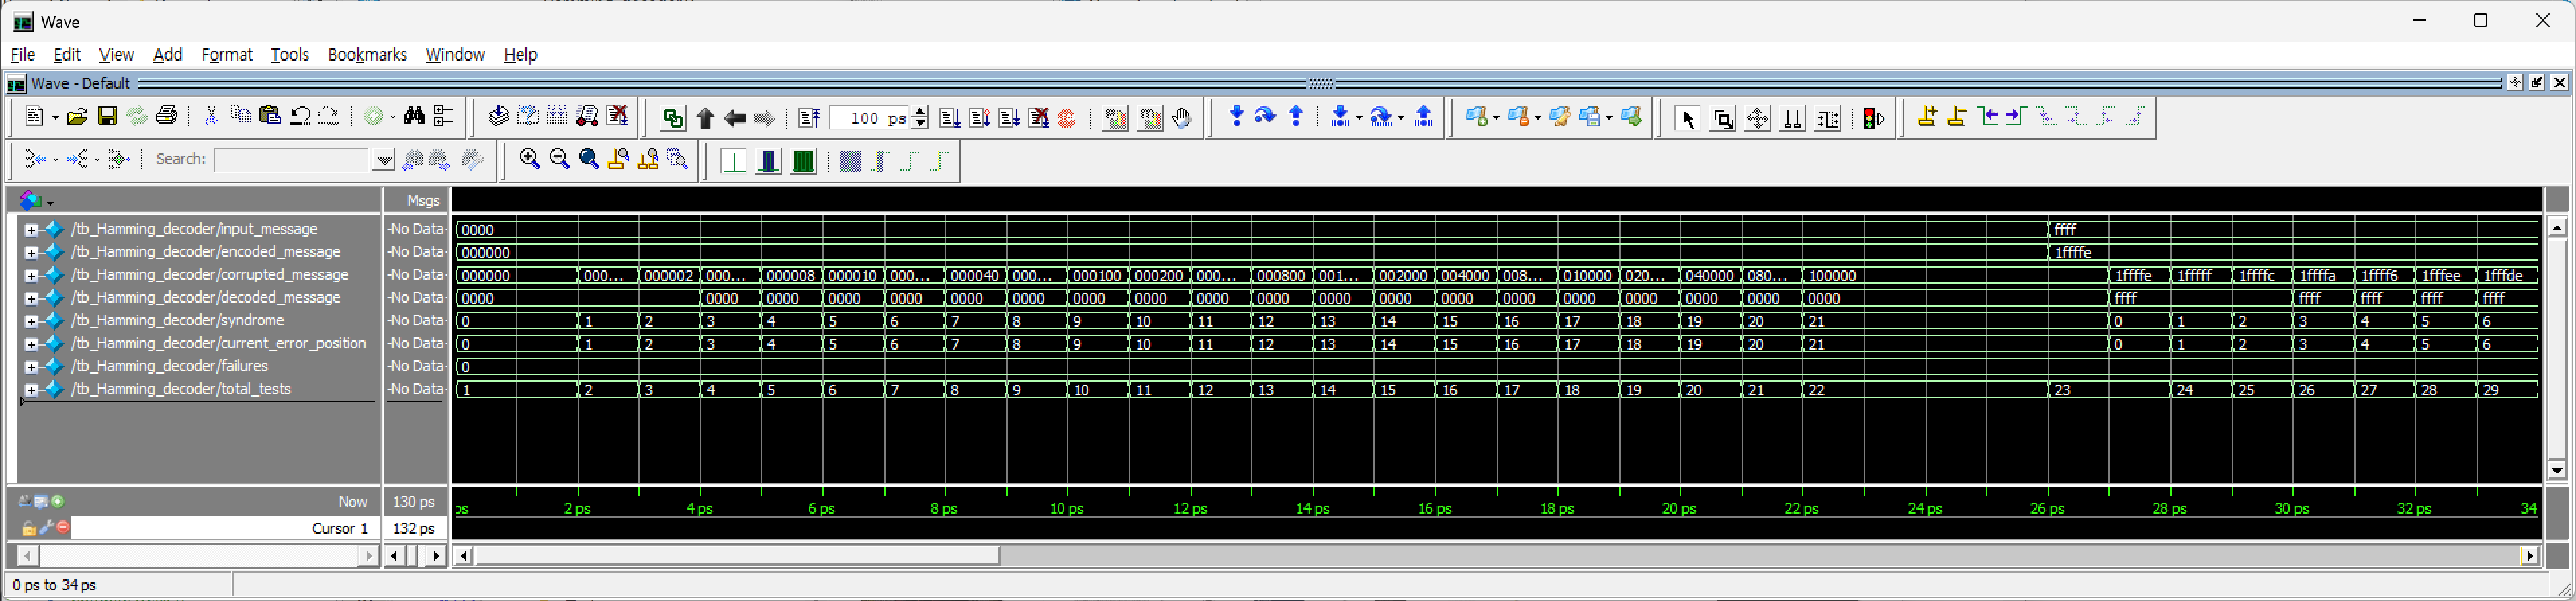 Wave
File Edit View Add Format Tools Bookmarks Window Help
Wave - Default
100 ps
Search:
Msgs
/tb_Hamming_decoder/input_message -No Data- 0000 ffff
/tb_Hamming_decoder/encoded_message -No Data- 000000 1ffffe
/tb_Hamming_decoder/corrupted_message -No Data- 000000 000... 000002 000... 000008 000010 000... 000040 000... 000100 000200 000... 000800 001... 002000 004000 008... 010000 020... 040000 080... 100000 1ffffe 1fffff 1ffffc 1ffffa 1ffff6 1fffee 1fffde
/tb_Hamming_decoder/decoded_message -No Data- 0000 0000 0000 0000 0000 0000 0000 0000 0000 0000 0000 0000 0000 0000 0000 0000 0000 0000 0000 0000 ffff ffff ffff ffff ffff
/tb_Hamming_decoder/syndrome -No Data- 0 1 2 3 4 5 6 7 8 9 10 11 12 13 14 15 16 17 18 19 20 21 0 1 2 3 4 5 6
/tb_Hamming_decoder/current_error_position -No Data- 0 1 2 3 4 5 6 7 8 9 10 11 12 13 14 15 16 17 18 19 20 21 0 1 2 3 4 5 6
/tb_Hamming_decoder/failures -No Data- 0
/tb_Hamming_decoder/total_tests -No Data- 1 2 3 4 5 6 7 8 9 10 11 12 13 14 15 16 17 18 19 20 21 22 23 24 25 26 27 28 29
Now 130 ps
ps 2 ps 4 ps 6 ps 8 ps 10 ps 12 ps 14 ps 16 ps 18 ps 20 ps 22 ps 24 ps 26 ps 28 ps 30 ps 32 ps 34
Cursor 1 132 ps
0 ps to 34 ps